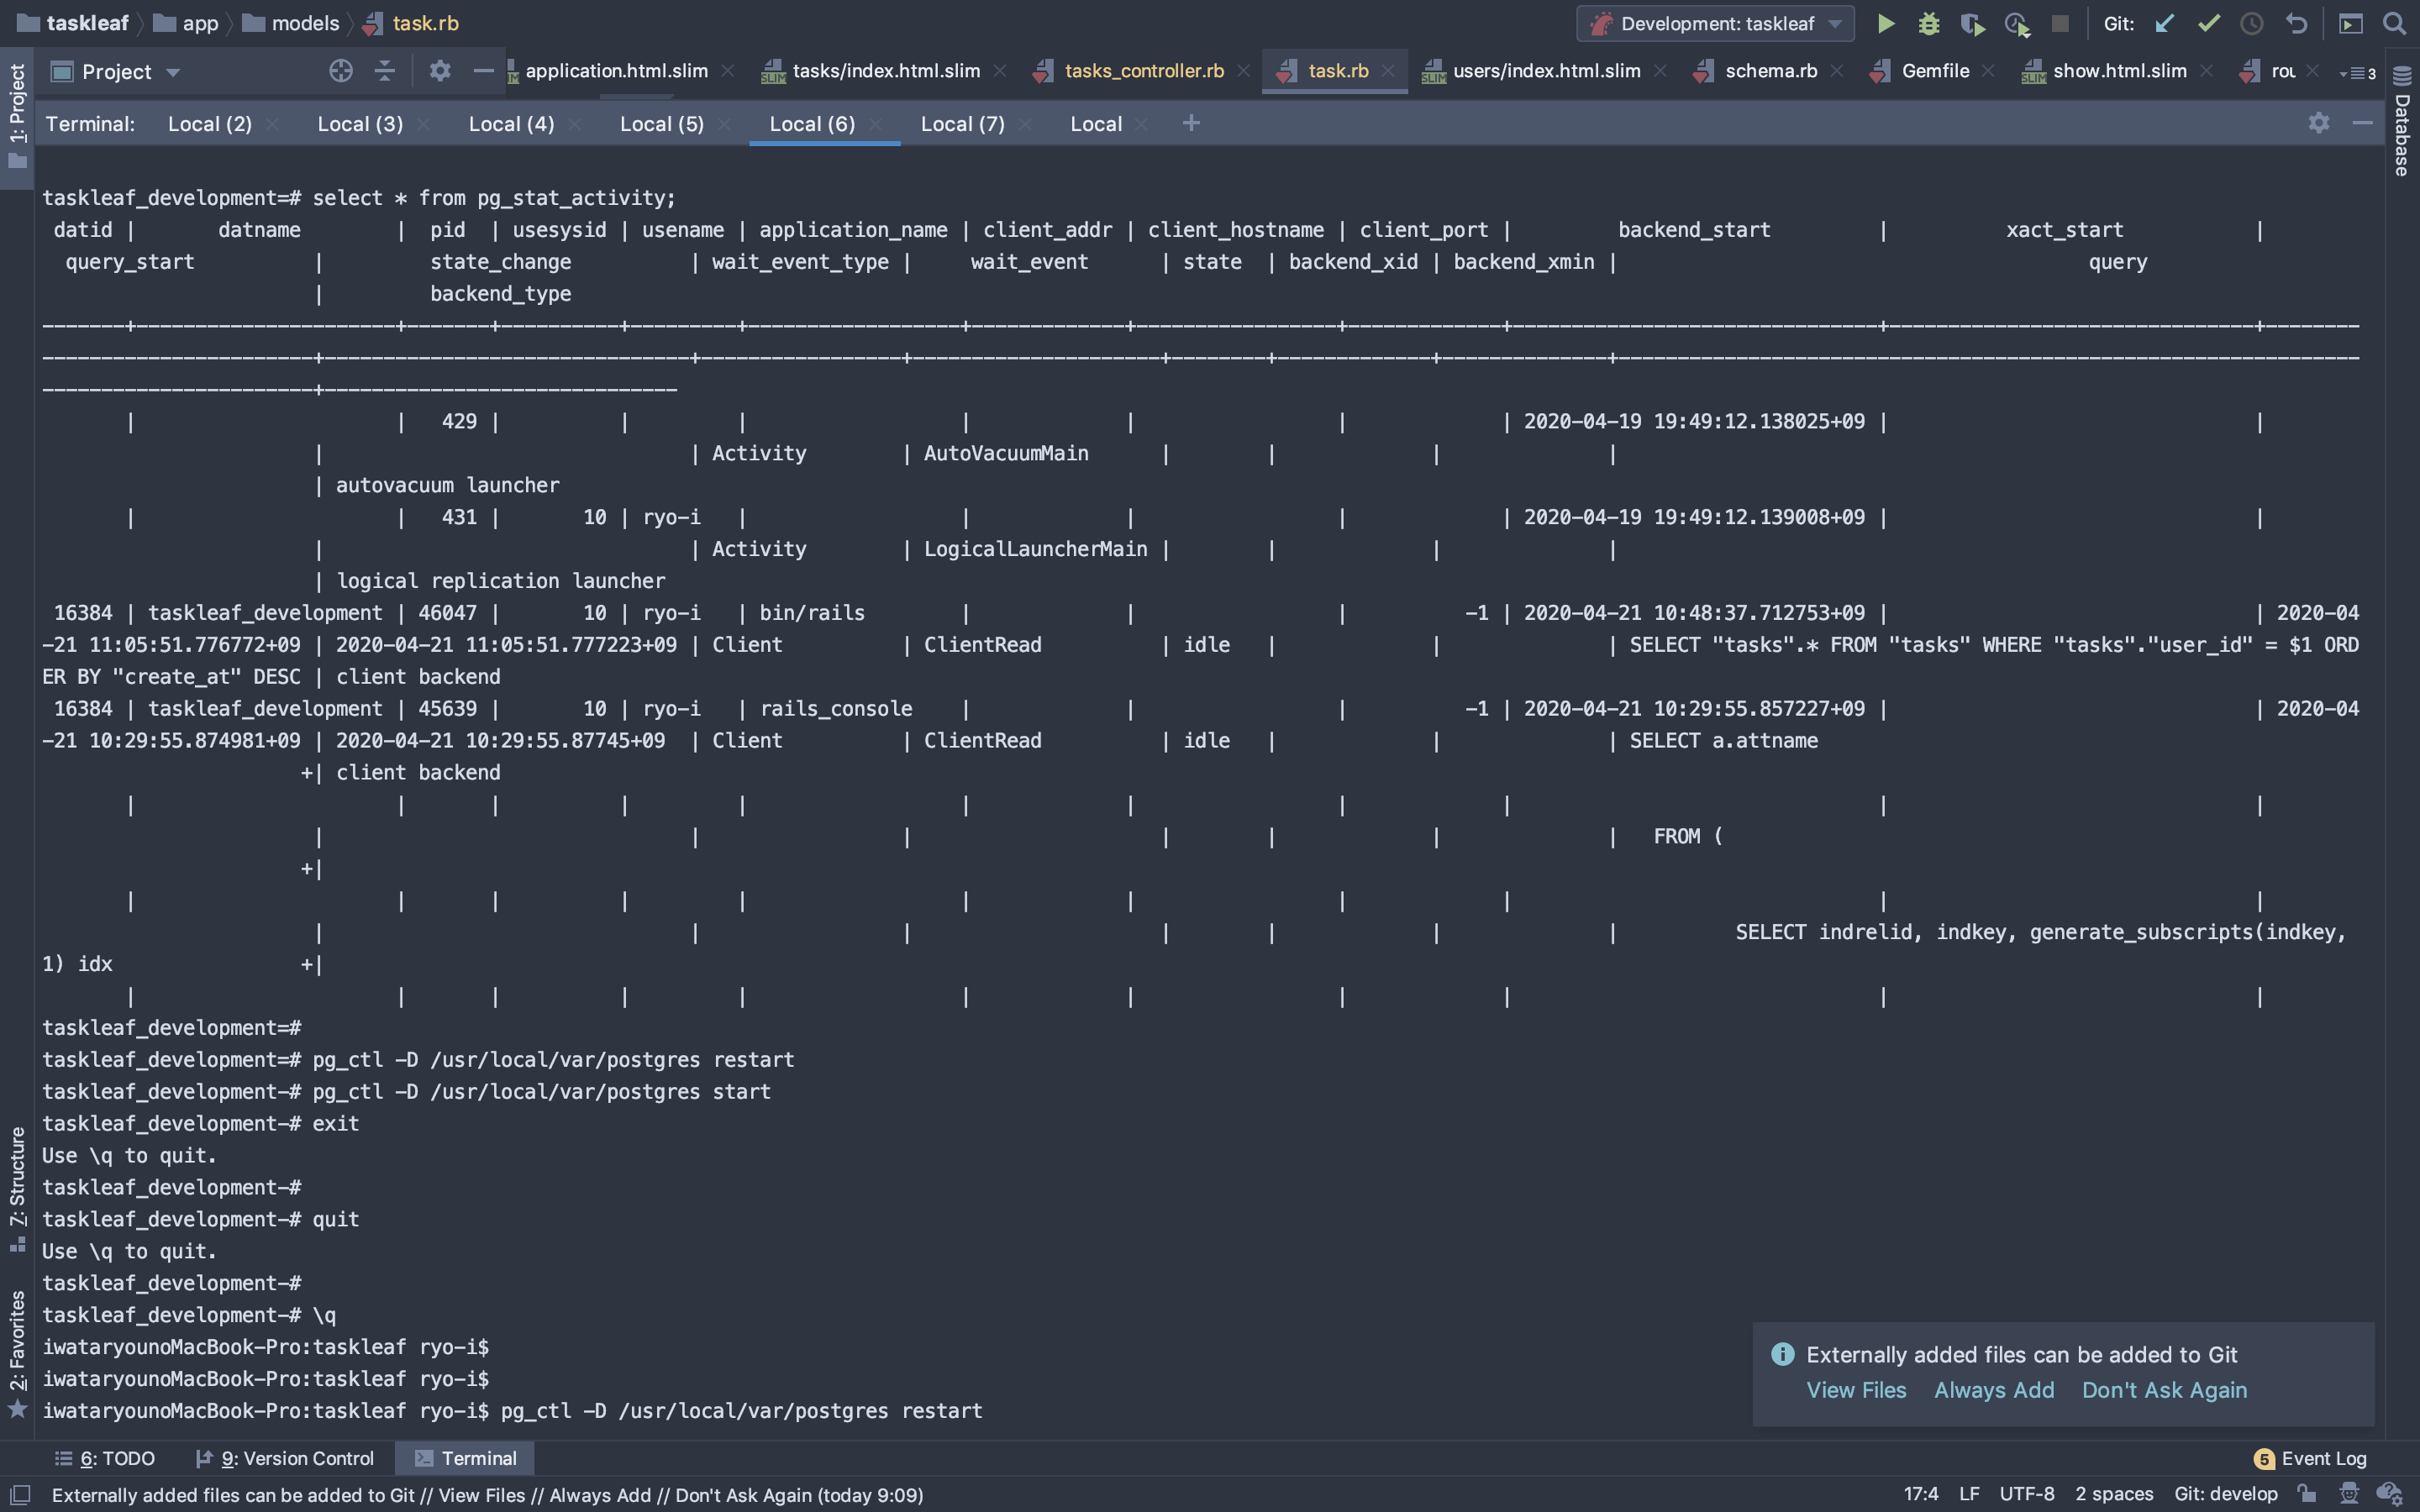 taskleaf app models task.rb Development: taskleaf Git:
Project application.html.slim tasks/index.html.slim tasks_controller.rb task.rb users/index.html.slim schema.rb Gemfile show.html.slim rou 3
Terminal: Local (2) Local (3) Local (4) Local (5) Local (6) Local (7) Local +
1: Project
Database
taskleaf_development=# select * from pg_stat_activity;
datid | datname | pid | usesysid | usename | application_name | client_addr | client_hostname | client_port | backend_start | xact_start |
query_start | state_change | wait_event_type | wait_event | state | backend_xid | backend_xmin | query
| backend_type
| | 429 | | | | | | | 2020-04-19 19:49:12.138025+09 | |
| | Activity | AutoVacuumMain | | | |
| autovacuum launcher
| | 431 | 10 | ryo-i | | | | | 2020-04-19 19:49:12.139008+09 | |
| | Activity | LogicalLauncherMain | | | |
| logical replication launcher
16384 | taskleaf_development | 46047 | 10 | ryo-i | bin/rails | | | -1 | 2020-04-21 10:48:37.712753+09 | | 2020-04
-21 11:05:51.776772+09 | 2020-04-21 11:05:51.777223+09 | Client | ClientRead | idle | | | SELECT "tasks".* FROM "tasks" WHERE "tasks"."user_id" = $1 ORD
ER BY "create_at" DESC | client backend
16384 | taskleaf_development | 45639 | 10 | ryo-i | rails_console | | | -1 | 2020-04-21 10:29:55.857227+09 | | 2020-04
-21 10:29:55.874981+09 | 2020-04-21 10:29:55.87745+09 | Client | ClientRead | idle | | | SELECT a.attname
+| client backend
| | | | | | | | | | |
| | | | | | | FROM (
+|
| | | | | | | | | | |
| | | | | | | SELECT indrelid, indkey, generate_subscripts(indkey,
1) idx +|
| | | | | | | | | | |
taskleaf_development=#
taskleaf_development=# pg_ctl -D /usr/local/var/postgres restart
taskleaf_development-# pg_ctl -D /usr/local/var/postgres start
taskleaf_development-# exit
Use \q to quit.
taskleaf_development-#
taskleaf_development-# quit
Use \q to quit.
taskleaf_development-#
taskleaf_development-# \q
iwataryounoMacBook-Pro:taskleaf ryo-i$
iwataryounoMacBook-Pro:taskleaf ryo-i$
iwataryounoMacBook-Pro:taskleaf ryo-i$ pg_ctl -D /usr/local/var/postgres restart
7: Structure
2: Favorites
Externally added files can be added to Git
View Files Always Add Don't Ask Again
6: TODO 9: Version Control Terminal 5 Event Log
Externally added files can be added to Git // View Files // Always Add // Don't Ask Again (today 9:09) 17:4 LF UTF-8 2 spaces Git: develop